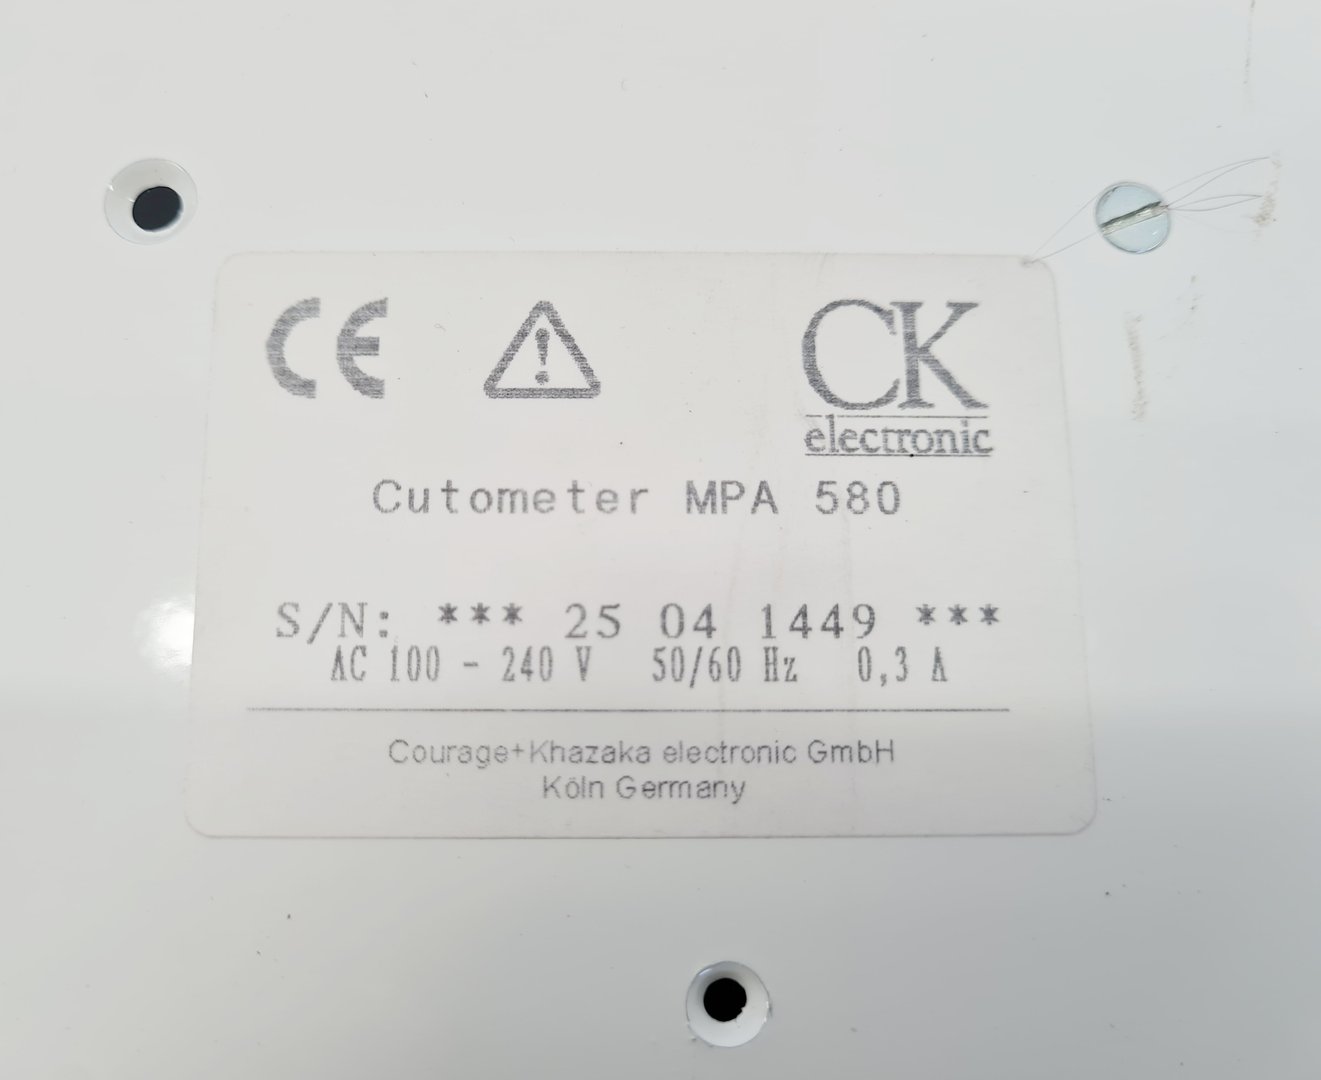 CE
CK
electronic
Cutometer MPA 580
S/N: *** 25 04 1449 ***
AC 100 - 240 V 50/60 Hz 0,3 A
Courage+Khazaka electronic GmbH
Köln Germany